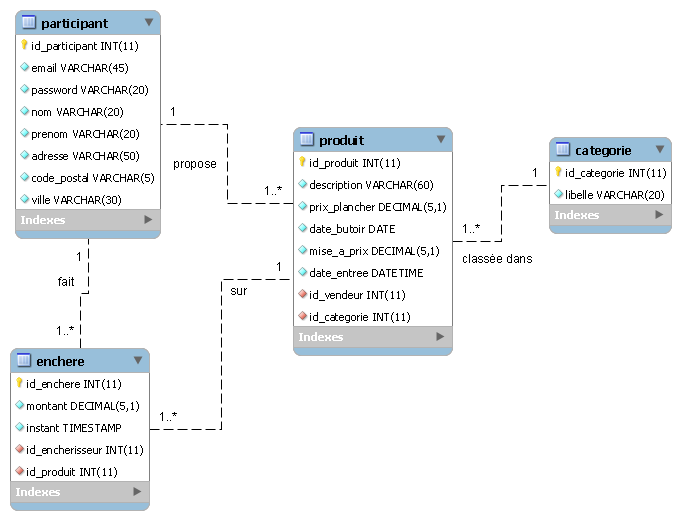 participant
id_participant INT(11)
email VARCHAR(45)
password VARCHAR(20)
nom VARCHAR(20)
prenom VARCHAR(20)
adresse VARCHAR(50)
code_postal VARCHAR(5)
ville VARCHAR(30)
Indexes
1
propose
1..*
produit
id_produit INT(11)
description VARCHAR(60)
prix_plancher DECIMAL(5,1)
date_butoir DATE
mise_a_prix DECIMAL(5,1)
date_entree DATETIME
id_vendeur INT(11)
id_categorie INT(11)
Indexes
1
1..*
classée dans
categorie
id_categorie INT(11)
libelle VARCHAR(20)
Indexes
1
fait
1..*
1
sur
1..*
enchere
id_enchere INT(11)
montant DECIMAL(5,1)
instant TIMESTAMP
id_encherisseur INT(11)
id_produit INT(11)
Indexes